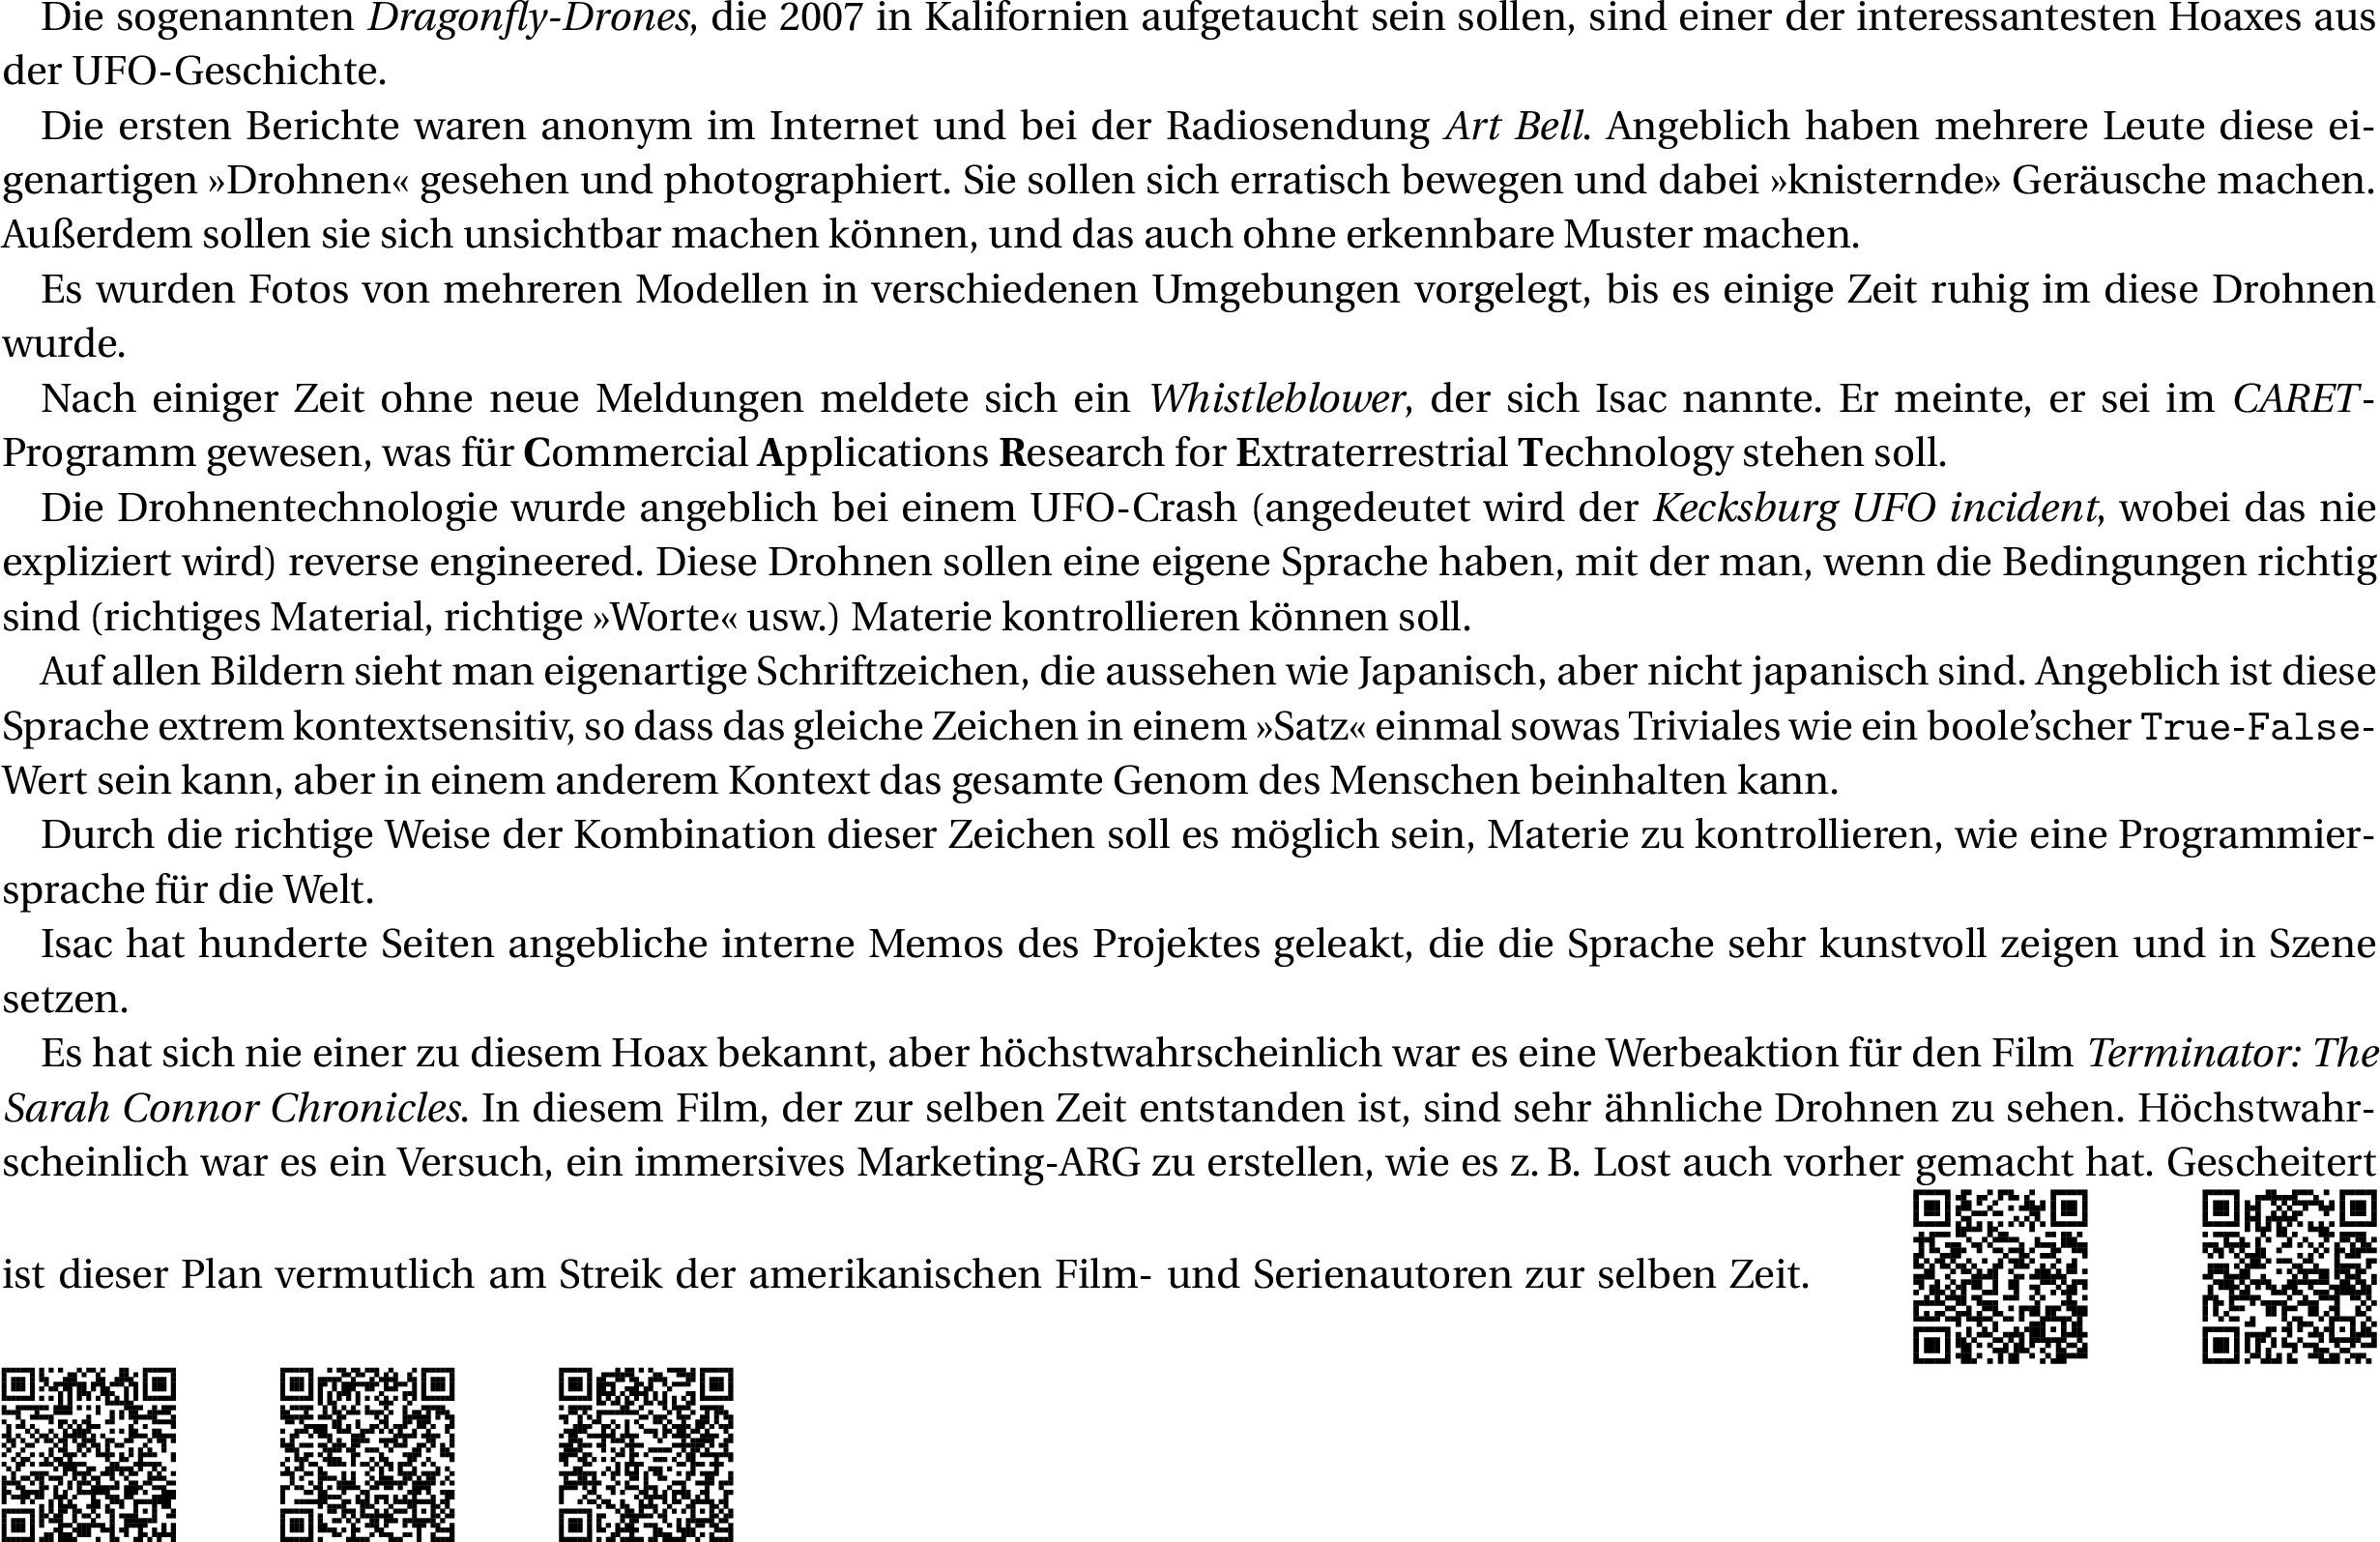 Die sogenannten Dragonfly-Drones, die 2007 in Kalifornien aufgetaucht sein sollen, sind einer der interessantesten Hoaxes aus
der UFO-Geschichte.
Die ersten Berichte waren anonym im Internet und bei der Radiosendung Art Bell. Angeblich haben mehrere Leute diese ei-
genartigen »Drohnen« gesehen und photographiert. Sie sollen sich erratisch bewegen und dabei »knisternde» Geräusche machen.
Außerdem sollen sie sich unsichtbar machen können, und das auch ohne erkennbare Muster machen.
Es wurden Fotos von mehreren Modellen in verschiedenen Umgebungen vorgelegt, bis es einige Zeit ruhig im diese Drohnen
wurde.
Nach einiger Zeit ohne neue Meldungen meldete sich ein Whistleblower, der sich Isac nannte. Er meinte, er sei im CARET-
Programm gewesen, was für Commercial Applications Research for Extraterrestrial Technology stehen soll.
Die Drohnentechnologie wurde angeblich bei einem UFO-Crash (angedeutet wird der Kecksburg UFO incident, wobei das nie
expliziert wird) reverse engineered. Diese Drohnen sollen eine eigene Sprache haben, mit der man, wenn die Bedingungen richtig
sind (richtiges Material, richtige »Worte« usw.) Materie kontrollieren können soll.
Auf allen Bildern sieht man eigenartige Schriftzeichen, die aussehen wie Japanisch, aber nicht japanisch sind. Angeblich ist diese
Sprache extrem kontextsensitiv, so dass das gleiche Zeichen in einem »Satz« einmal sowas Triviales wie ein boole’scher True-False-
Wert sein kann, aber in einem anderem Kontext das gesamte Genom des Menschen beinhalten kann.
Durch die richtige Weise der Kombination dieser Zeichen soll es möglich sein, Materie zu kontrollieren, wie eine Programmier-
sprache für die Welt.
Isac hat hunderte Seiten angebliche interne Memos des Projektes geleakt, die die Sprache sehr kunstvoll zeigen und in Szene
setzen.
Es hat sich nie einer zu diesem Hoax bekannt, aber höchstwahrscheinlich war es eine Werbeaktion für den Film Terminator: The
Sarah Connor Chronicles. In diesem Film, der zur selben Zeit entstanden ist, sind sehr ähnliche Drohnen zu sehen. Höchstwahr-
scheinlich war es ein Versuch, ein immersives Marketing-ARG zu erstellen, wie es z. B. Lost auch vorher gemacht hat. Gescheitert
ist dieser Plan vermutlich am Streik der amerikanischen Film- und Serienautoren zur selben Zeit.